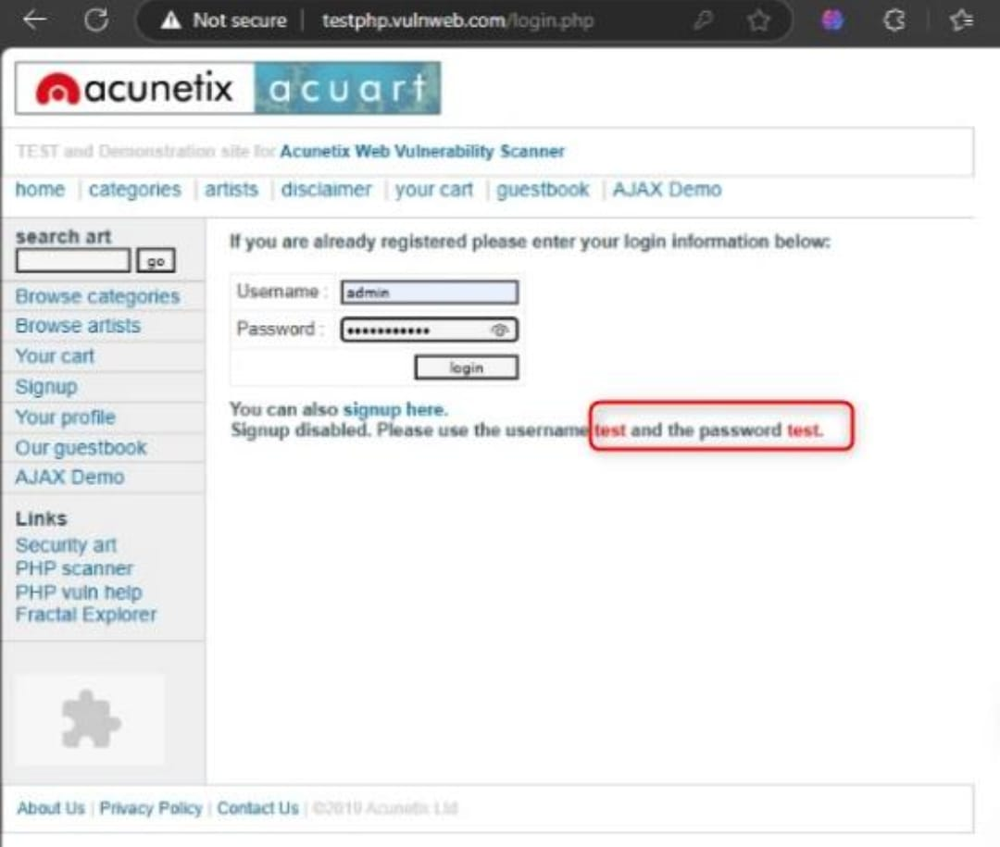 Not secure | testphp.vulnweb.com/login.php
acunetix acuart
TEST and Demonstration site for Acunetix Web Vulnerability Scanner
home | categories | artists | disclaimer | your cart | guestbook | AJAX Demo
search art
go
Browse categories
Browse artists
Your cart
Signup
Your profile
Our guestbook
AJAX Demo
Links
Security art
PHP scanner
PHP vuln help
Fractal Explorer
If you are already registered please enter your login information below:
Username : admin
Password : •••••••••••
login
You can also signup here.
Signup disabled. Please use the username test and the password test.
About Us | Privacy Policy | Contact Us | ©2019 Acunetix Ltd